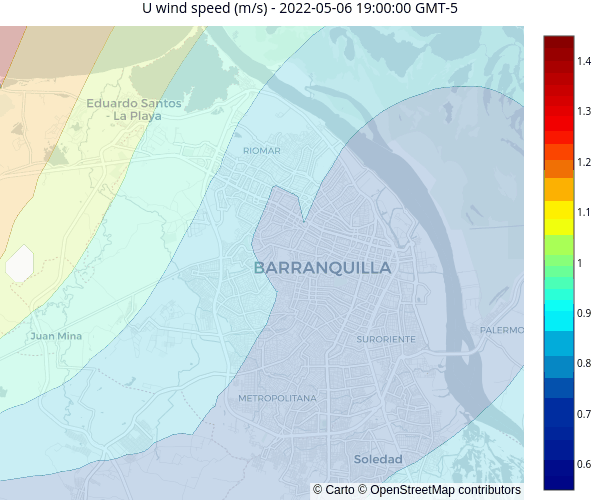 U wind speed (m/s) - 2022-05-06 19:00:00 GMT-5
Eduardo Santos
- La Playa
RIOMAR
BARRANQUILLA
Juan Mina
SURORIENTE
PALERMO
METROPOLITANA
Soledad
© Carto © OpenStreetMap contributors
1.4
1.3
1.2
1.1
1
0.9
0.8
0.7
0.6